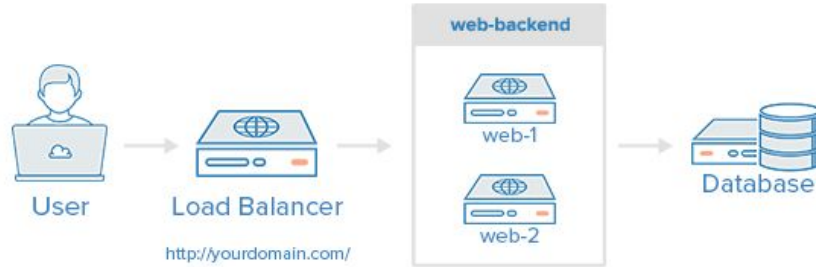 web-backend
web-1
web-2
User
Load Balancer
Database
http://yourdomain.com/